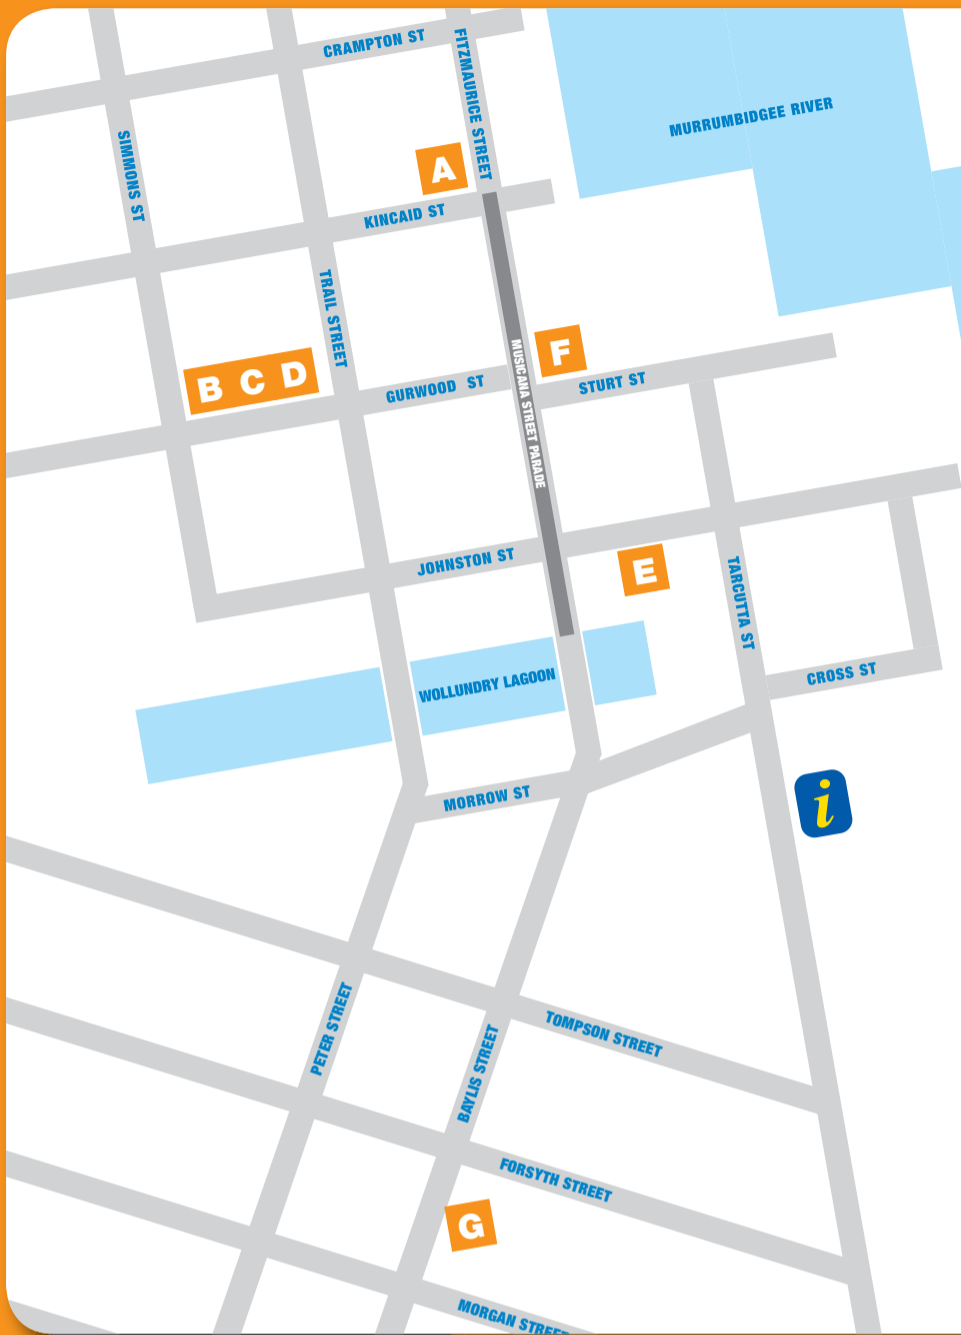 CRAMPTON ST
FITZMAURICE STREET
MURRUMBIDGEE RIVER
SIMMONS ST
A
KINCAID ST
TRAIL STREET
MUSICANA STREET PARADE
F
B C D
GURWOOD ST
STURT ST
JOHNSTON ST
E
TARCUTTA ST
WOLLUNDRY LAGOON
CROSS ST
MORROW ST
i
PETER STREET
TOMPSON STREET
BAYLIS STREET
FORSYTH STREET
G
MORGAN STREET